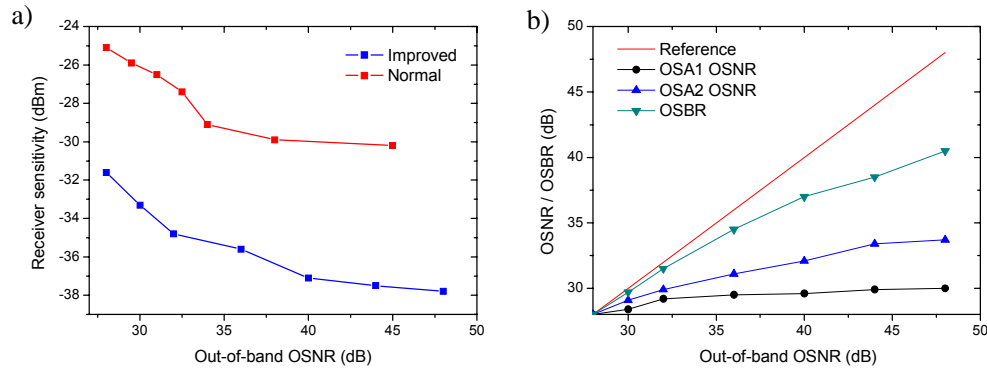 a)
-24
-26
-28
-30
-32
-34
-36
-38
Receiver sensitivity (dBm)
Improved
Normal
30
35
40
45
50
Out-of-band OSNR (dB)
b)
50
45
40
35
30
OSNR / OSBR (dB)
Reference
OSA1 OSNR
OSA2 OSNR
OSBR
30
35
40
45
50
Out-of-band OSNR (dB)